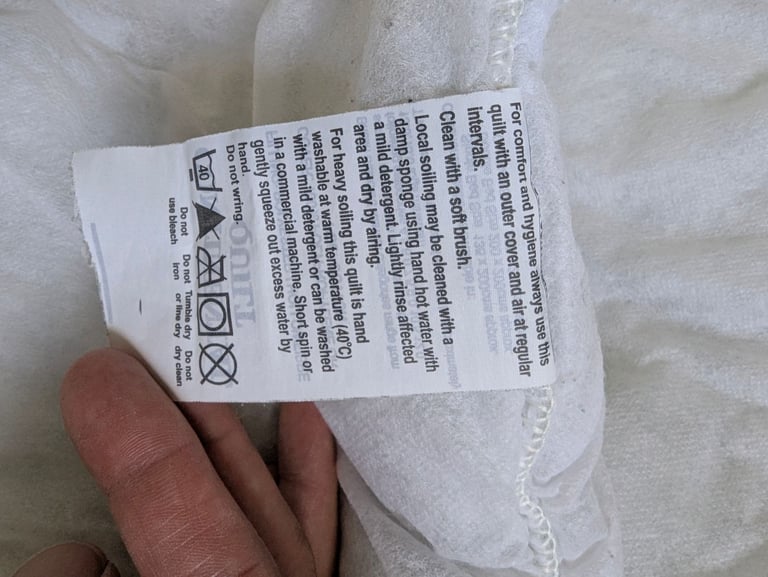 For comfort and hygiene always use this
quilt with an outer cover and air at regular
intervals.
Clean with a soft brush.
Local soiling may be cleaned with a
damp sponge using hand hot water with
a mild detergent. Lightly rinse affected
area and dry by airing.
For heavy soiling this quilt is hand
washable at warm temperature (40°C)
with a mild detergent or can be washed
in a commercial machine. Short spin or
gently squeeze out excess water by
hand.
Do not wring.
40
Do not use bleach
Do not iron
Tumble dry or line dry
Do not dry clean